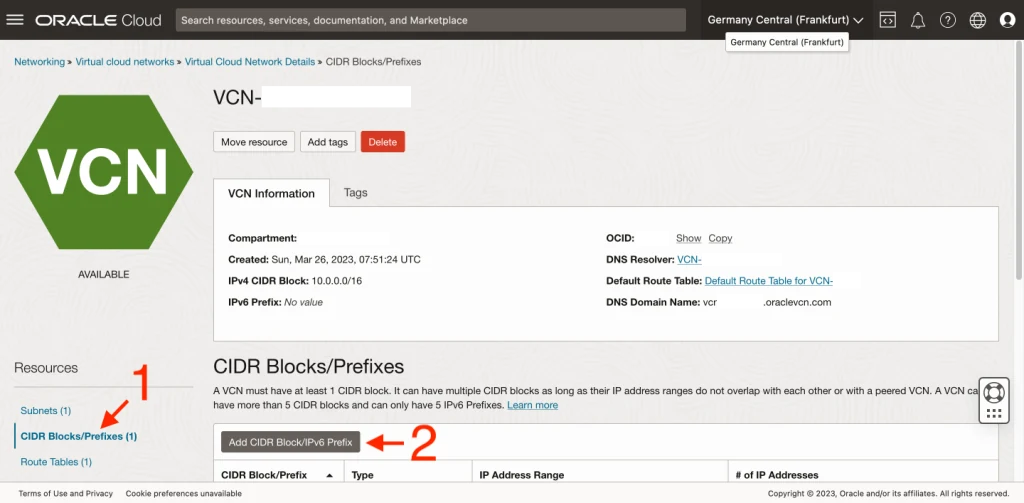 ORACLE Cloud
Search resources, services, documentation, and Marketplace
Germany Central (Frankfurt)
Germany Central (Frankfurt)
Networking » Virtual cloud networks » Virtual Cloud Network Details » CIDR Blocks/Prefixes
VCN
AVAILABLE
VCN-
Move resource Add tags Delete
VCN Information Tags
Compartment:
Created: Sun, Mar 26, 2023, 07:51:24 UTC
IPv4 CIDR Block: 10.0.0.0/16
IPv6 Prefix: No value
OCID: Show Copy
DNS Resolver: VCN-
Default Route Table: Default Route Table for VCN-
DNS Domain Name: vcr .oraclevcn.com
Resources
1
Subnets (1)
CIDR Blocks/Prefixes (1)
Route Tables (1)
CIDR Blocks/Prefixes
A VCN must have at least 1 CIDR block. It can have multiple CIDR blocks as long as their IP address ranges do not overlap with each other or with a peered VCN. A VCN ca
have more than 5 CIDR blocks and can only have 5 IPv6 Prefixes. Learn more
Add CIDR Block/IPv6 Prefix
2
CIDR Block/Prefix Type IP Address Range # of IP Addresses
Terms of Use and Privacy Cookie preferences unavailable
Copyright © 2023, Oracle and/or its affiliates. All rights reserved.